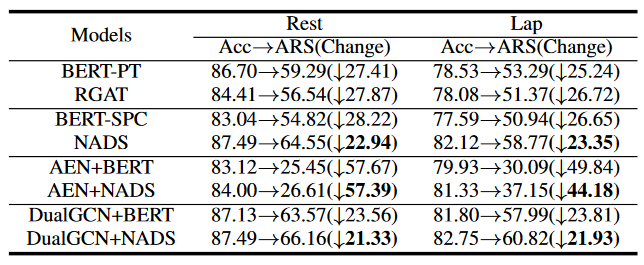 Models Rest Lap
Acc→ARS(Change) Acc→ARS(Change)
BERT-PT 86.70→59.29(↓27.41) 78.53→53.29(↓25.24)
RGAT 84.41→56.54(↓27.87) 78.08→51.37(↓26.72)
BERT-SPC 83.04→54.82(↓28.22) 77.59→50.94(↓26.65)
NADS 87.49→64.55(↓22.94) 82.12→58.77(↓23.35)
AEN+BERT 83.12→25.45(↓57.67) 79.93→30.09(↓49.84)
AEN+NADS 84.00→26.61(↓57.39) 81.33→37.15(↓44.18)
DualGCN+BERT 87.13→63.57(↓23.56) 81.80→57.99(↓23.81)
DualGCN+NADS 87.49→66.16(↓21.33) 82.75→60.82(↓21.93)